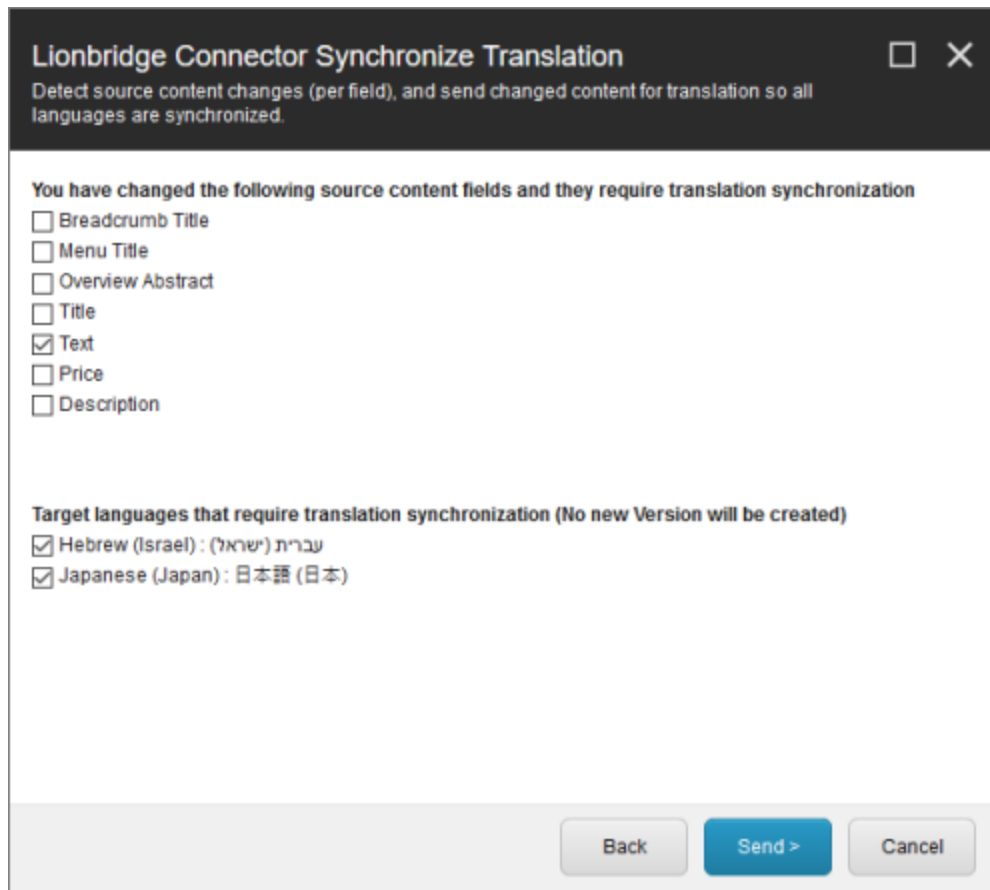 Lionbridge Connector Synchronize Translation
Detect source content changes (per field), and send changed content for translation so all
languages are synchronized.
You have changed the following source content fields and they require translation synchronization
Breadcrumb Title
Menu Title
Overview Abstract
Title
Text
Price
Description
Target languages that require translation synchronization (No new Version will be created)
Hebrew (Israel) : עברית (ישראל)
Japanese (Japan) : 日本語 (日本)
Back
Send >
Cancel